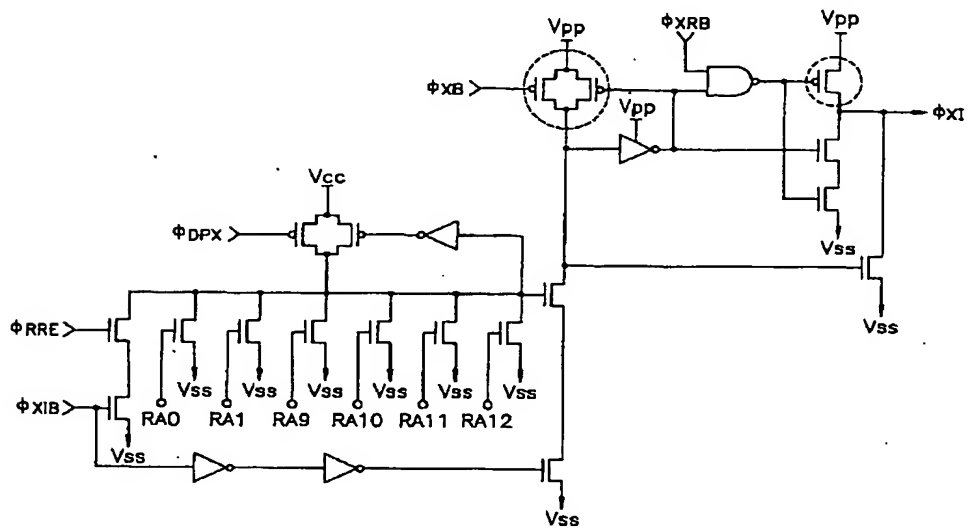 Vpp
ϕXRB
Vpp
ϕXB
Vpp
ϕXI
Vcc
ϕDPX
Vss
Vss
ϕRRE
Vss Vss Vss Vss Vss Vss
ϕXIB
RA0 RA1 RA9 RA10 RA11 RA12
Vss
Vss